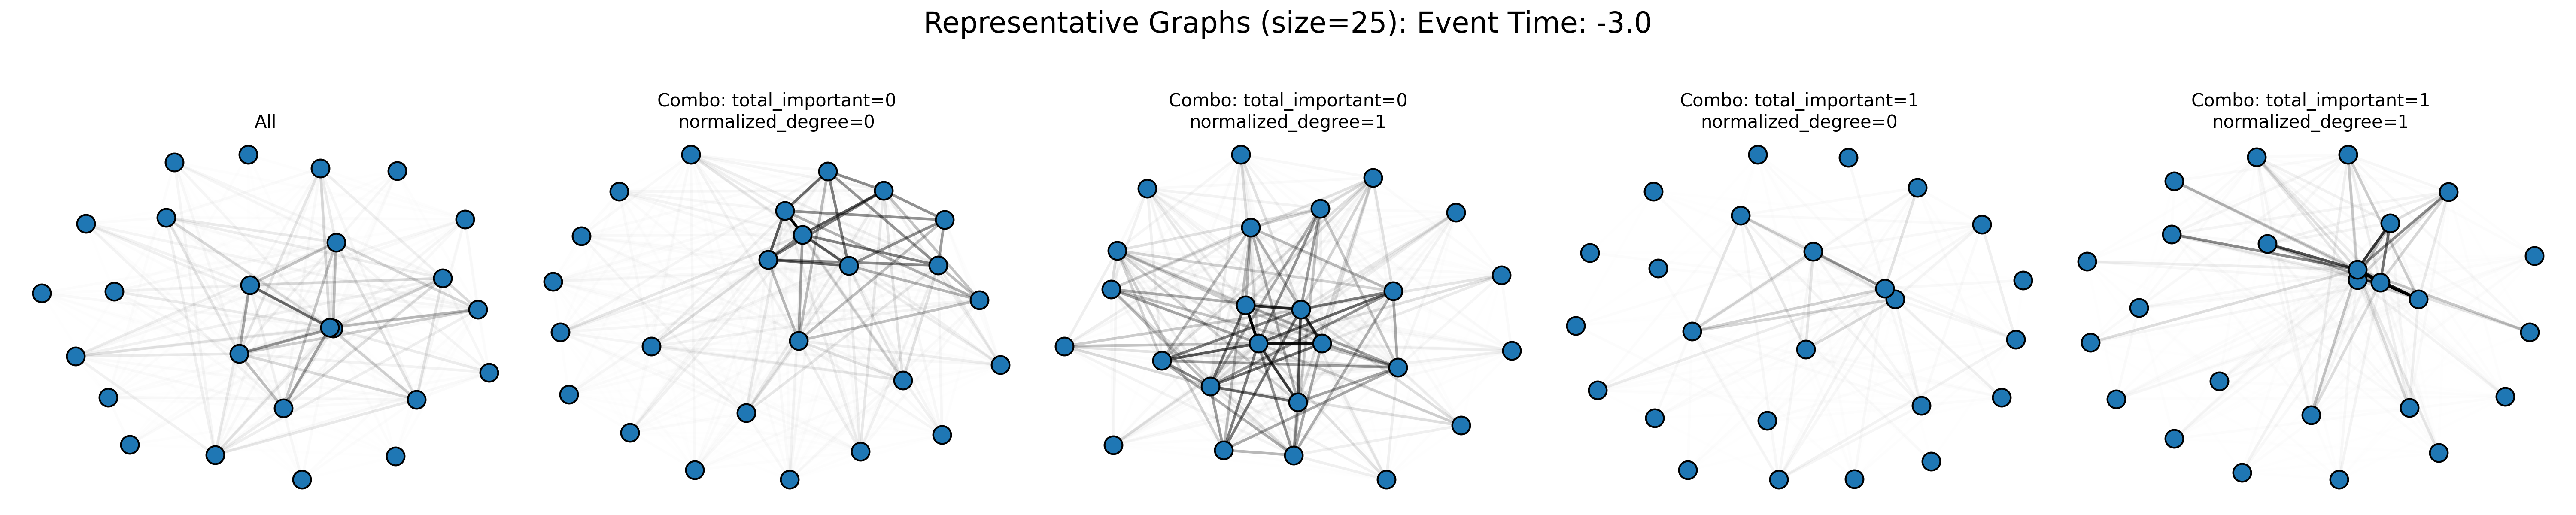 Representative Graphs (size=25): Event Time: -3.0
All
Combo: total_important=0
normalized_degree=0
Combo: total_important=0
normalized_degree=1
Combo: total_important=1
normalized_degree=0
Combo: total_important=1
normalized_degree=1